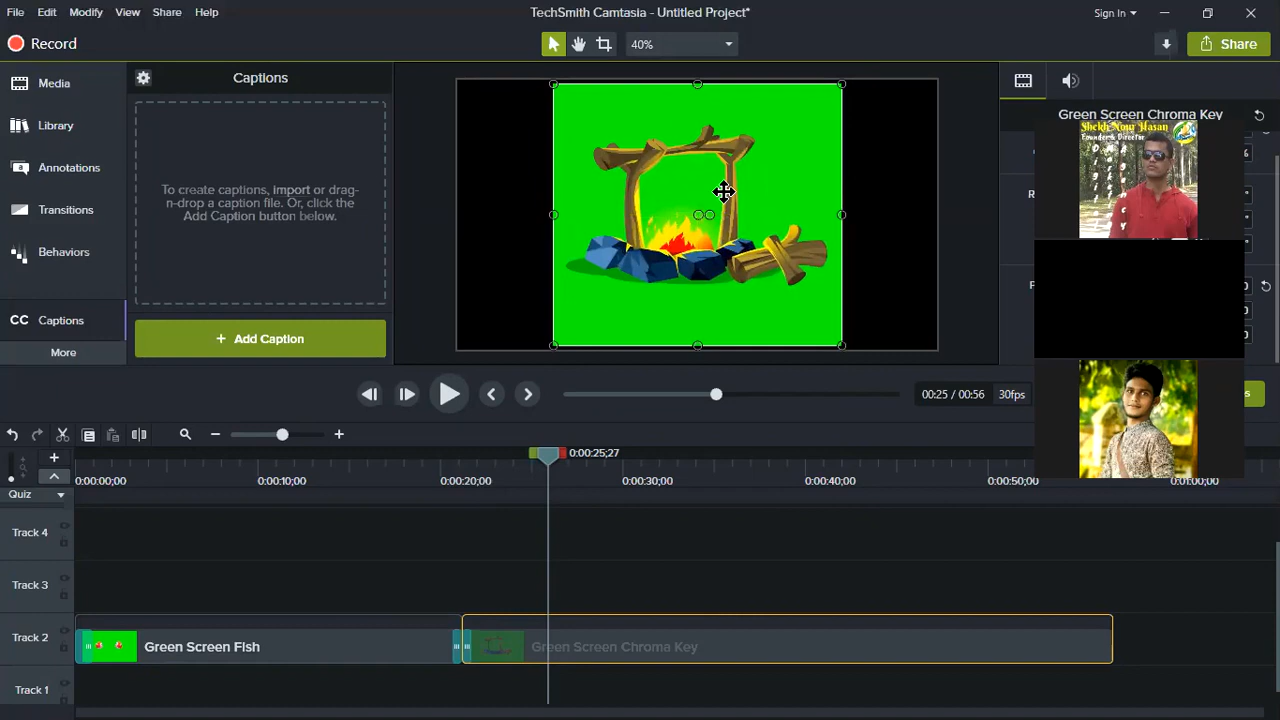 File Edit Modify View Share Help
TechSmith Camtasia - Untitled Project*
Sign In
Record
40%
Share
Media
Captions
Library
Annotations
Transitions
Behaviors
CC Captions
More
To create captions, import or drag-
n-drop a caption file. Or, click the
Add Caption button below.
+ Add Caption
Green Screen Chroma Key
Founder & Director
00:25 / 00:56 30fps
0:00:25;27
0:00:00;00 0:00:10;00 0:00:20;00 0:00:30;00 0:00:40;00 0:00:50;00 0:01:00;00
Quiz
Track 4
Track 3
Track 2
Green Screen Fish
Green Screen Chroma Key
Track 1